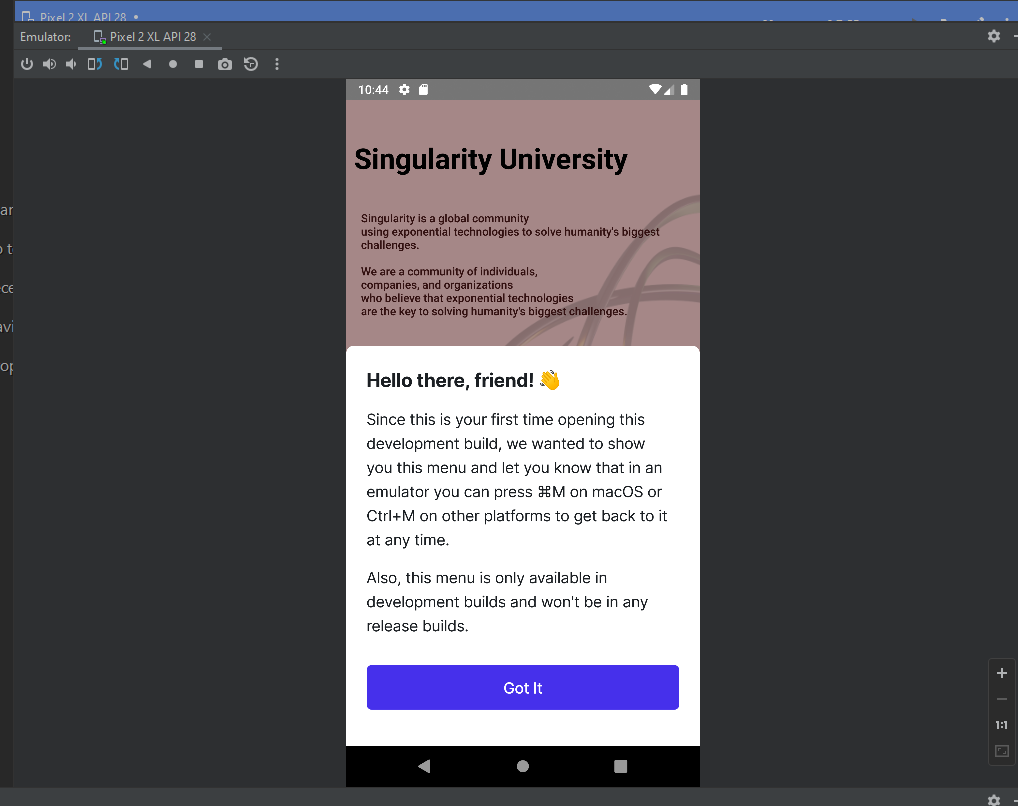 Pixel 2 XL API 28
Emulator: Pixel 2 XL API 28
10:44
Singularity University
Singularity is a global community
using exponential technologies to solve humanity's biggest
challenges.
We are a community of individuals,
companies, and organizations
who believe that exponential technologies
are the key to solving humanity's biggest challenges.
Hello there, friend! 👋
Since this is your first time opening this
development build, we wanted to show
you this menu and let you know that in an
emulator you can press ⌘M on macOS or
Ctrl+M on other platforms to get back to it
at any time.
Also, this menu is only available in
development builds and won't be in any
release builds.
Got It
1:1